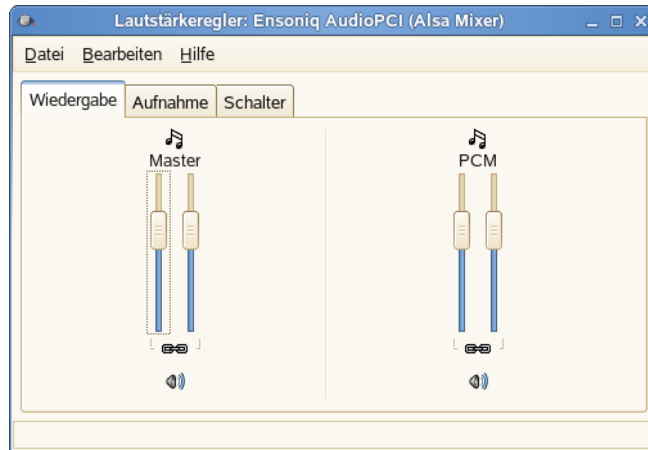 Lautstärkeregler: Ensoniq AudioPCI (Alsa Mixer)
Datei Bearbeiten Hilfe
Wiedergabe Aufnahme Schalter
Master PCM